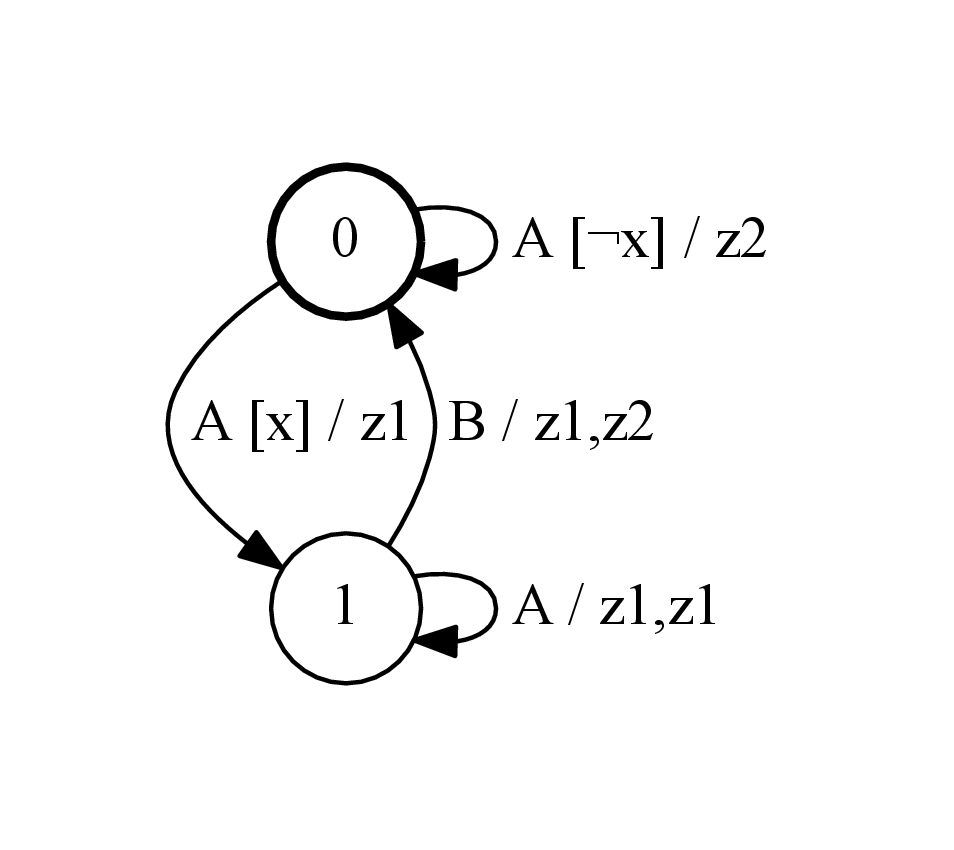 0
A [¬x] / z2
A [x] / z1
B / z1,z2
1
A / z1,z1